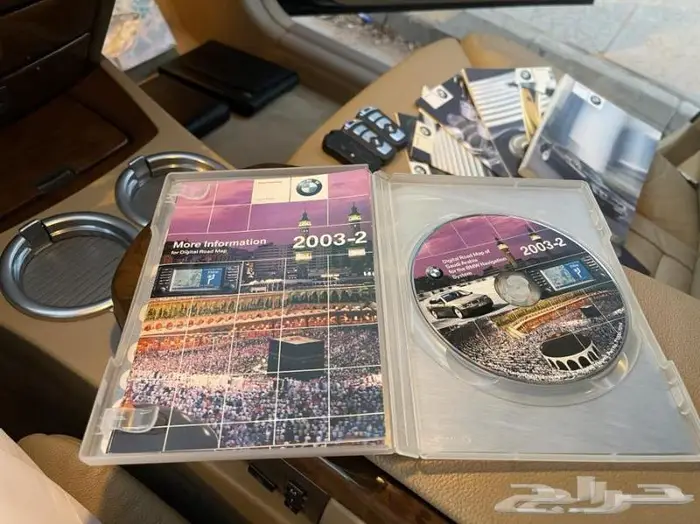 More Information
for Digital Road Map
2003-2
BMW
Digital Road Map of
Saudi Arabia
for the BMW Navigation
System
2003-2
حراج